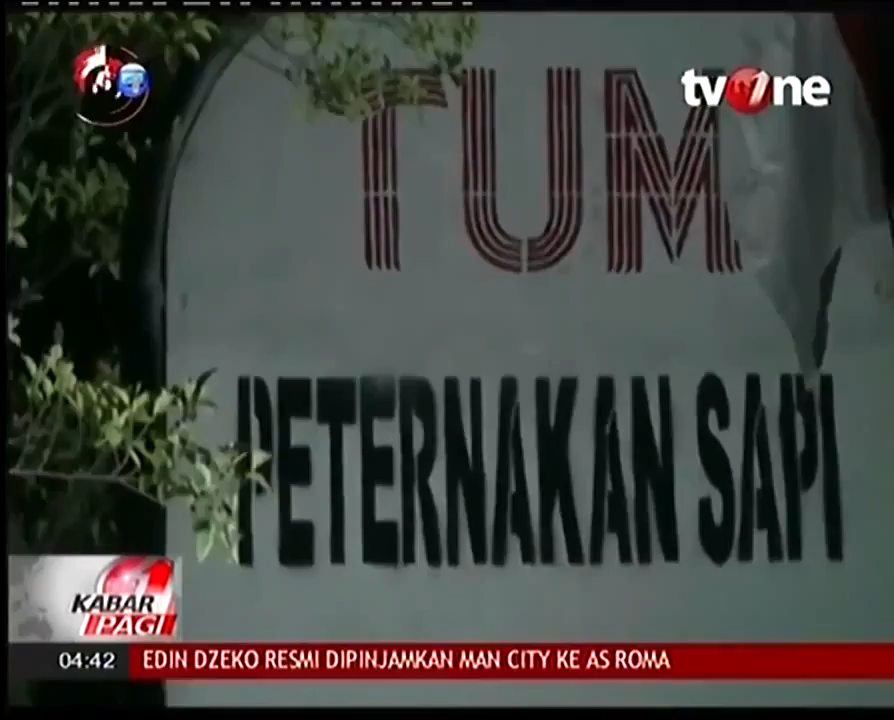 tvOne
TUM
PETERNAKAN SAPI
KABAR
PAGI
04:42
EDIN DZEKO RESMI DIPINJAMKAN MAN CITY KE AS ROMA